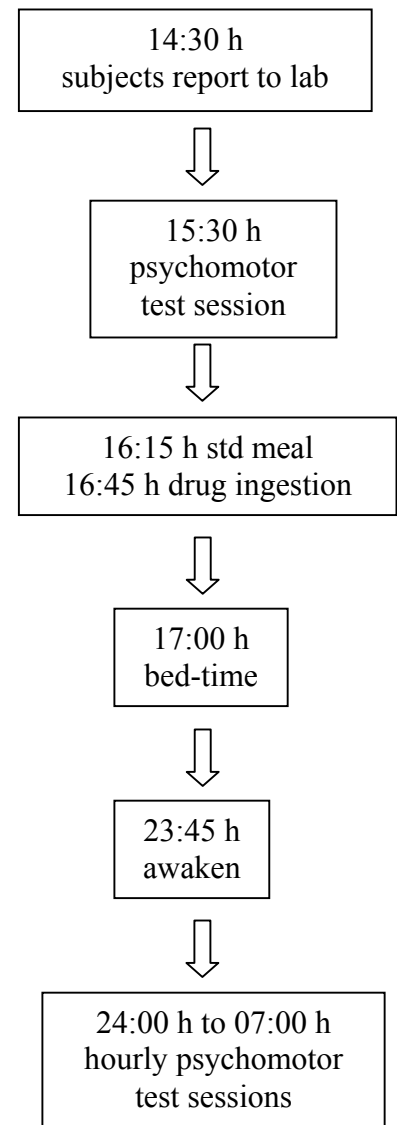 14:30 h
subjects report to lab
15:30 h
psychomotor
test session
16:15 h std meal
16:45 h drug ingestion
17:00 h
bed-time
23:45 h
awaken
24:00 h to 07:00 h
hourly psychomotor
test sessions